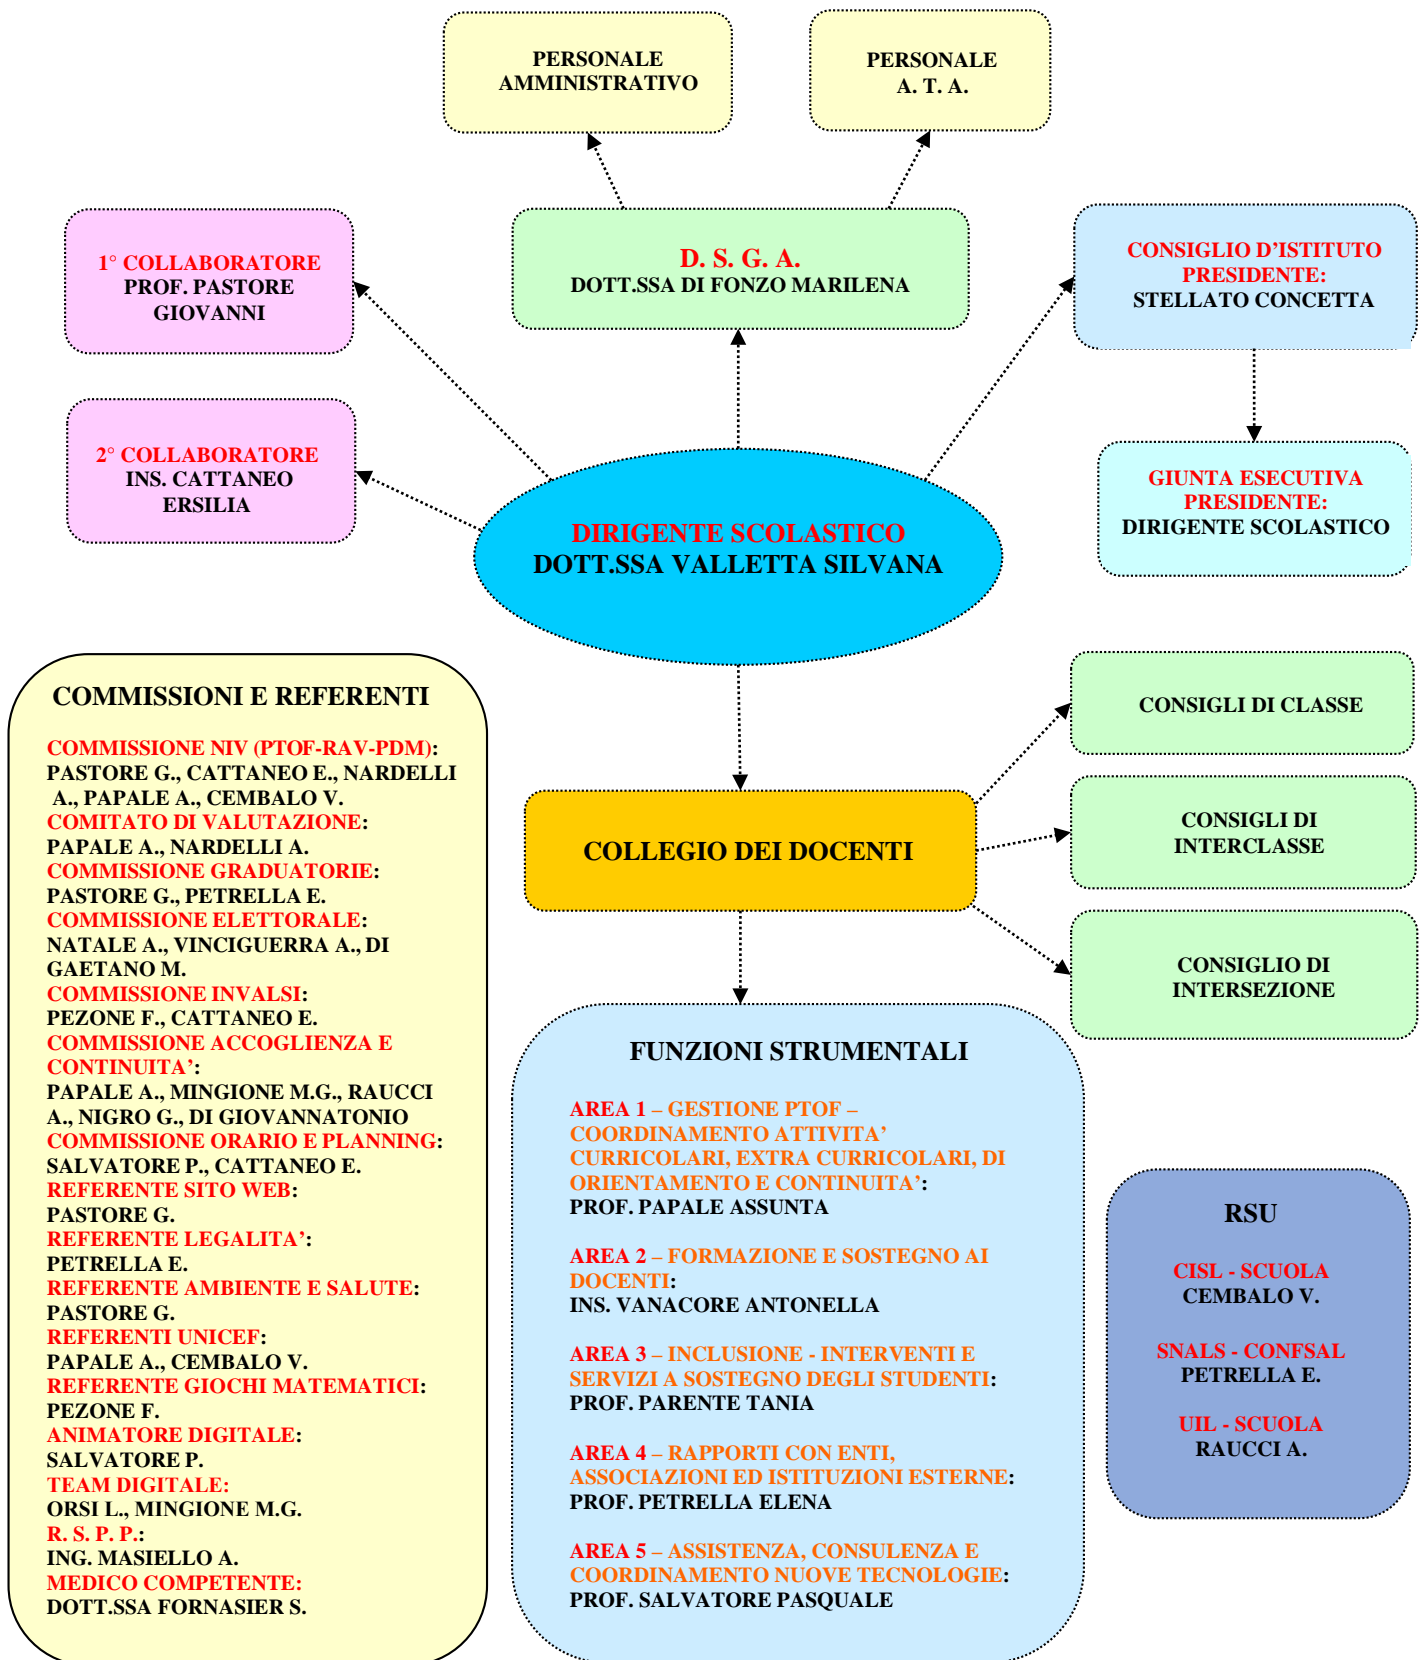 PERSONALE
AMMINISTRATIVO
PERSONALE
A. T. A.
1° COLLABORATORE
PROF. PASTORE
GIOVANNI
D. S. G. A.
DOTT.SSA DI FONZO MARILENA
CONSIGLIO D’ISTITUTO
PRESIDENTE:
STELLATO CONCETTA
2° COLLABORATORE
INS. CATTANEO
ERSILIA
GIUNTA ESECUTIVA
PRESIDENTE:
DIRIGENTE SCOLASTICO
DIRIGENTE SCOLASTICO
DOTT.SSA VALLETTA SILVANA
COMMISSIONI E REFERENTI
COMMISSIONE NIV (PTOF-RAV-PDM):
PASTORE G., CATTANEO E., NARDELLI
A., PAPALE A., CEMBALO V.
COMITATO DI VALUTAZIONE:
PAPALE A., NARDELLI A.
COMMISSIONE GRADUATORIE:
PASTORE G., PETRELLA E.
COMMISSIONE ELETTORALE:
NATALE A., VINCIGUERRA A., DI
GAETANO M.
COMMISSIONE INVALSI:
PEZONE F., CATTANEO E.
COMMISSIONE ACCOGLIENZA E
CONTINUITA’:
PAPALE A., MINGIONE M.G., RAUCCI
A., NIGRO G., DI GIOVANNATONIO
COMMISSIONE ORARIO E PLANNING:
SALVATORE P., CATTANEO E.
REFERENTE SITO WEB:
PASTORE G.
REFERENTE LEGALITA’:
PETRELLA E.
REFERENTE AMBIENTE E SALUTE:
PASTORE G.
REFERENTI UNICEF:
PAPALE A., CEMBALO V.
REFERENTE GIOCHI MATEMATICI:
PEZONE F.
ANIMATORE DIGITALE:
SALVATORE P.
TEAM DIGITALE:
ORSI L., MINGIONE M.G.
R. S. P. P.:
ING. MASIELLO A.
MEDICO COMPETENTE:
DOTT.SSA FORNASIER S.
COLLEGIO DEI DOCENTI
CONSIGLI DI CLASSE
CONSIGLI DI
INTERCLASSE
CONSIGLIO DI
INTERSEZIONE
FUNZIONI STRUMENTALI
AREA 1 – GESTIONE PTOF –
COORDINAMENTO ATTIVITA’
CURRICOLARI, EXTRA CURRICOLARI, DI
ORIENTAMENTO E CONTINUITA’:
PROF. PAPALE ASSUNTA
AREA 2 – FORMAZIONE E SOSTEGNO AI
DOCENTI:
INS. VANACORE ANTONELLA
AREA 3 – INCLUSIONE - INTERVENTI E
SERVIZI A SOSTEGNO DEGLI STUDENTI:
PROF. PARENTE TANIA
AREA 4 – RAPPORTI CON ENTI,
ASSOCIAZIONI ED ISTITUZIONI ESTERNE:
PROF. PETRELLA ELENA
AREA 5 – ASSISTENZA, CONSULENZA E
COORDINAMENTO NUOVE TECNOLOGIE:
PROF. SALVATORE PASQUALE
RSU
CISL - SCUOLA
CEMBALO V.
SNALS - CONFSAL
PETRELLA E.
UIL - SCUOLA
RAUCCI A.